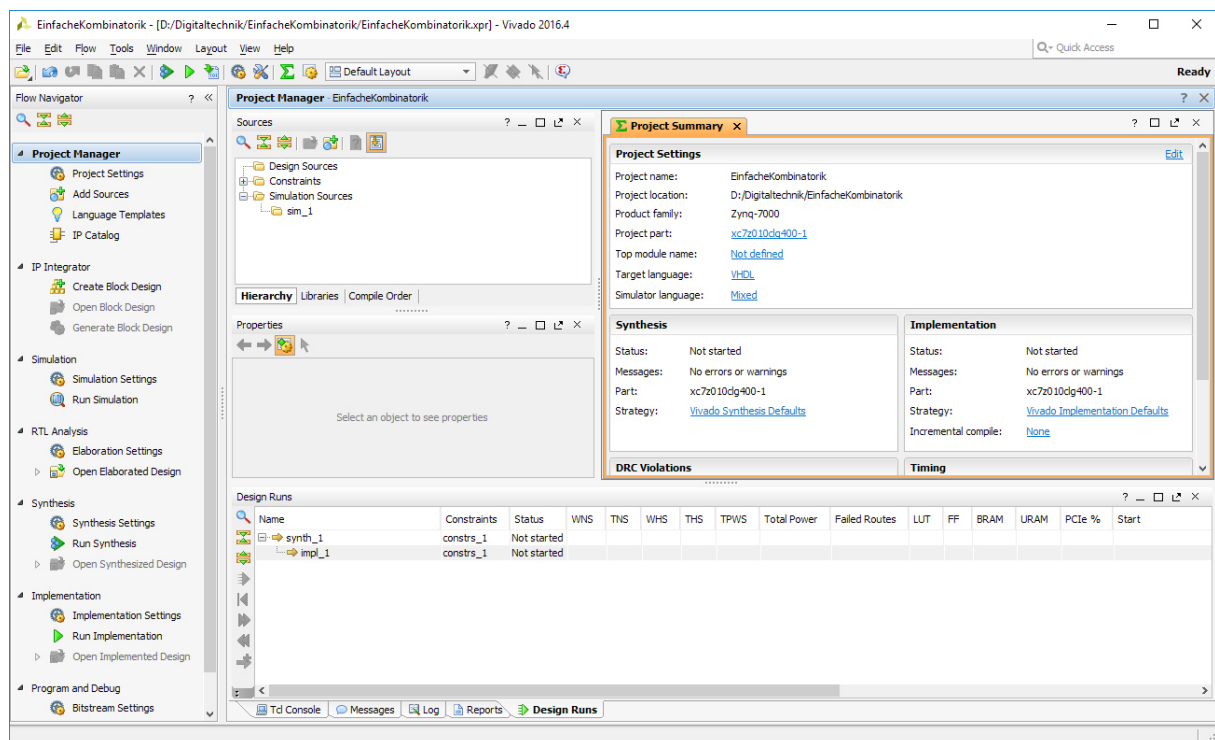 EinfacheKombinatorik - [D:/Digitaltechnik/EinfacheKombinatorik/EinfacheKombinatorik.xpr] - Vivado 2016.4
File Edit Flow Tools Window Layout View Help
Quick Access
Default Layout
Ready
Flow Navigator
Project Manager
Project Settings
Add Sources
Language Templates
IP Catalog
IP Integrator
Create Block Design
Open Block Design
Generate Block Design
Simulation
Simulation Settings
Run Simulation
RTL Analysis
Elaboration Settings
Open Elaborated Design
Synthesis
Synthesis Settings
Run Synthesis
Open Synthesized Design
Implementation
Implementation Settings
Run Implementation
Open Implemented Design
Program and Debug
Bitstream Settings
Project Manager - EinfacheKombinatorik
Sources
Design Sources
Constraints
Simulation Sources
sim_1
Hierarchy Libraries Compile Order
Properties
Select an object to see properties
Project Summary
Project Settings Edit
Project name: EinfacheKombinatorik
Project location: D:/Digitaltechnik/EinfacheKombinatorik
Product family: Zynq-7000
Project part: xc7z010clg400-1
Top module name: Not defined
Target language: VHDL
Simulator language: Mixed
Synthesis
Status: Not started
Messages: No errors or warnings
Part: xc7z010clg400-1
Strategy: Vivado Synthesis Defaults
Implementation
Status: Not started
Messages: No errors or warnings
Part: xc7z010clg400-1
Strategy: Vivado Implementation Defaults
Incremental compile: None
DRC Violations
Timing
Design Runs
Name Constraints Status WNS TNS WHS THS TPWS Total Power Failed Routes LUT FF BRAM URAM PCIe % Start
synth_1 constrs_1 Not started
impl_1 constrs_1 Not started
Tcl Console Messages Log Reports Design Runs